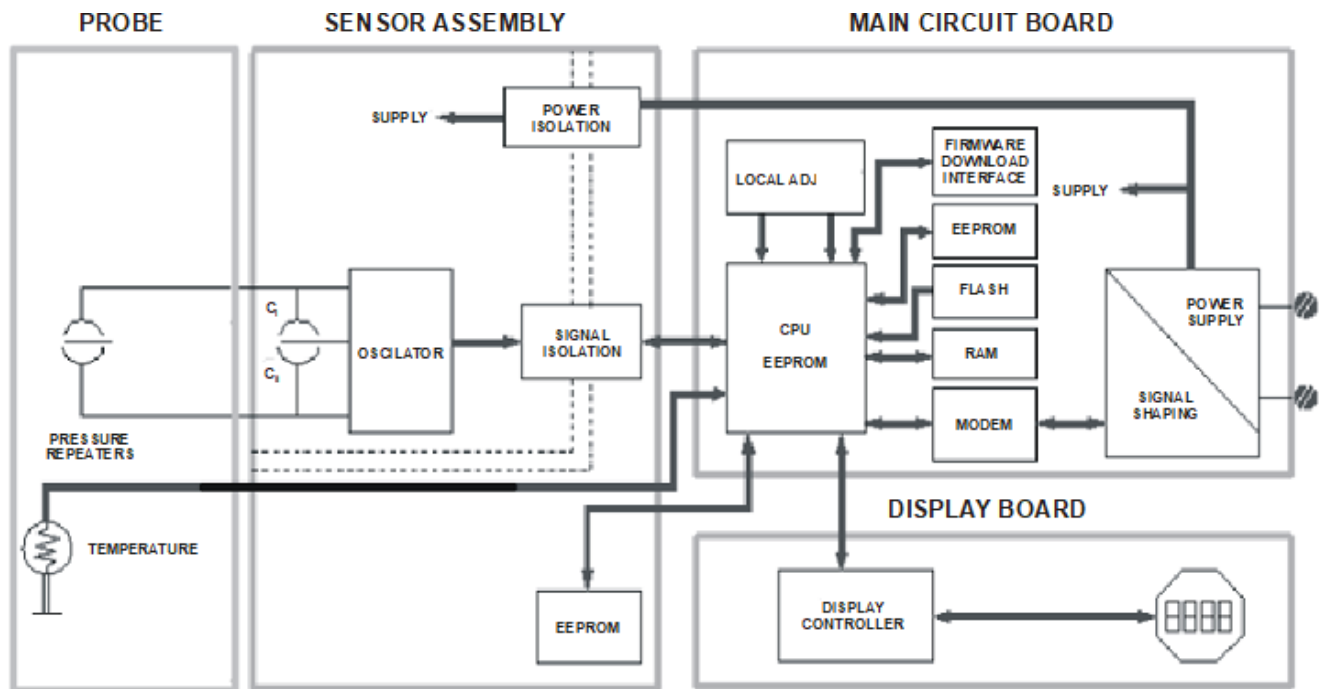 PROBE
SENSOR ASSEMBLY
MAIN CIRCUIT BOARD
SUPPLY
POWER
ISOLATION
LOCAL ADJ
FIRMWARE
DOWNLOAD
INTERFACE
SUPPLY
EEPROM
FLASH
CPU
EEPROM
RAM
MODEM
POWER
SUPPLY
SIGNAL
SHAPING
OSCILATOR
SIGNAL
ISOLATION
PRESSURE
REPEATERS
TEMPERATURE
EEPROM
DISPLAY BOARD
DISPLAY
CONTROLLER
8888